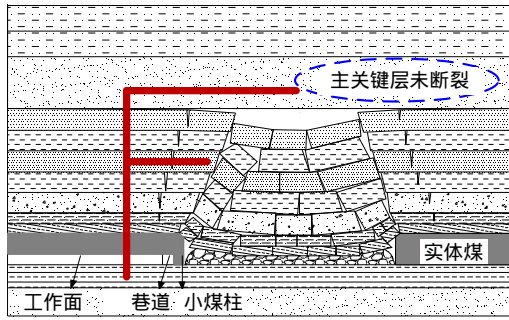 主关键层未断裂
实体煤
工作面
巷道
小煤柱